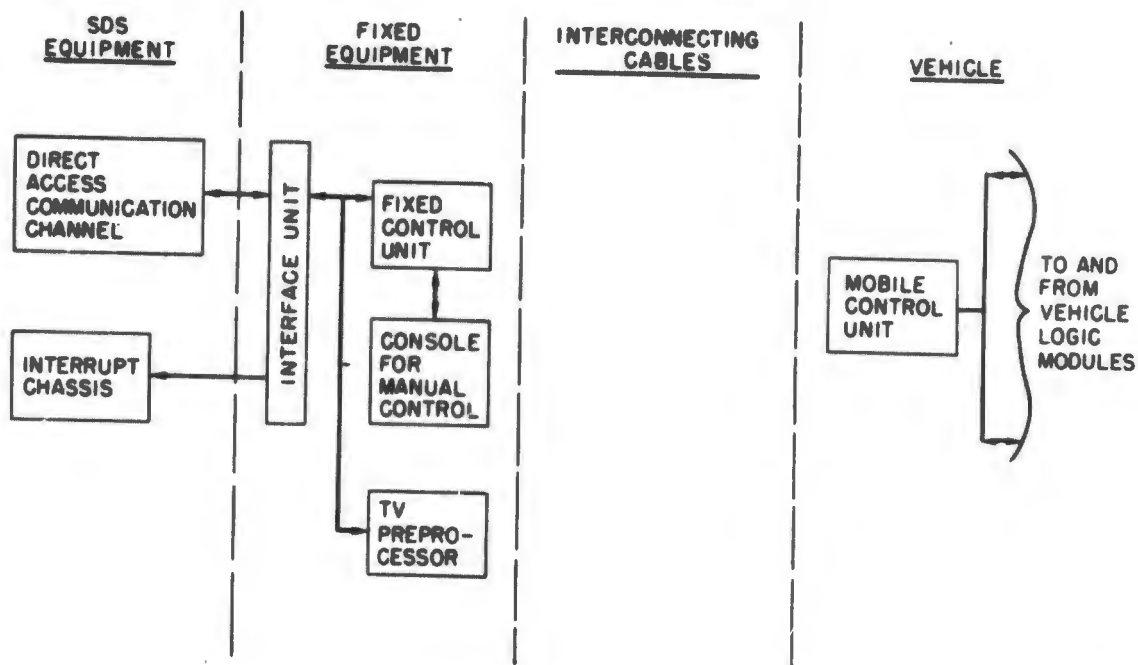 SDS
EQUIPMENT
FIXED
EQUIPMENT
INTERCONNECTING
CABLES
VEHICLE
DIRECT
ACCESS
COMMUNICATION
CHANNEL
INTERRUPT
CHASSIS
INTERFACE UNIT
FIXED
CONTROL
UNIT
CONSOLE
FOR
MANUAL
CONTROL
TV
PREPRO-
CESSOR
MOBILE
CONTROL
UNIT
TO AND
FROM
VEHICLE
LOGIC
MODULES